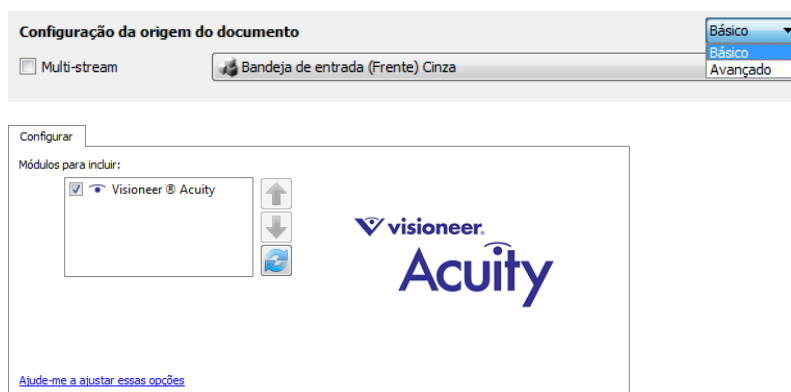 Configuração da origem do documento
Básico
Básico
Avançado
Multi-stream
Bandeja de entrada (Frente) Cinza
Configurar
Módulos para incluir:
Visioneer ® Acuity
visioneer.
Acuity
Ajude-me a ajustar essas opções